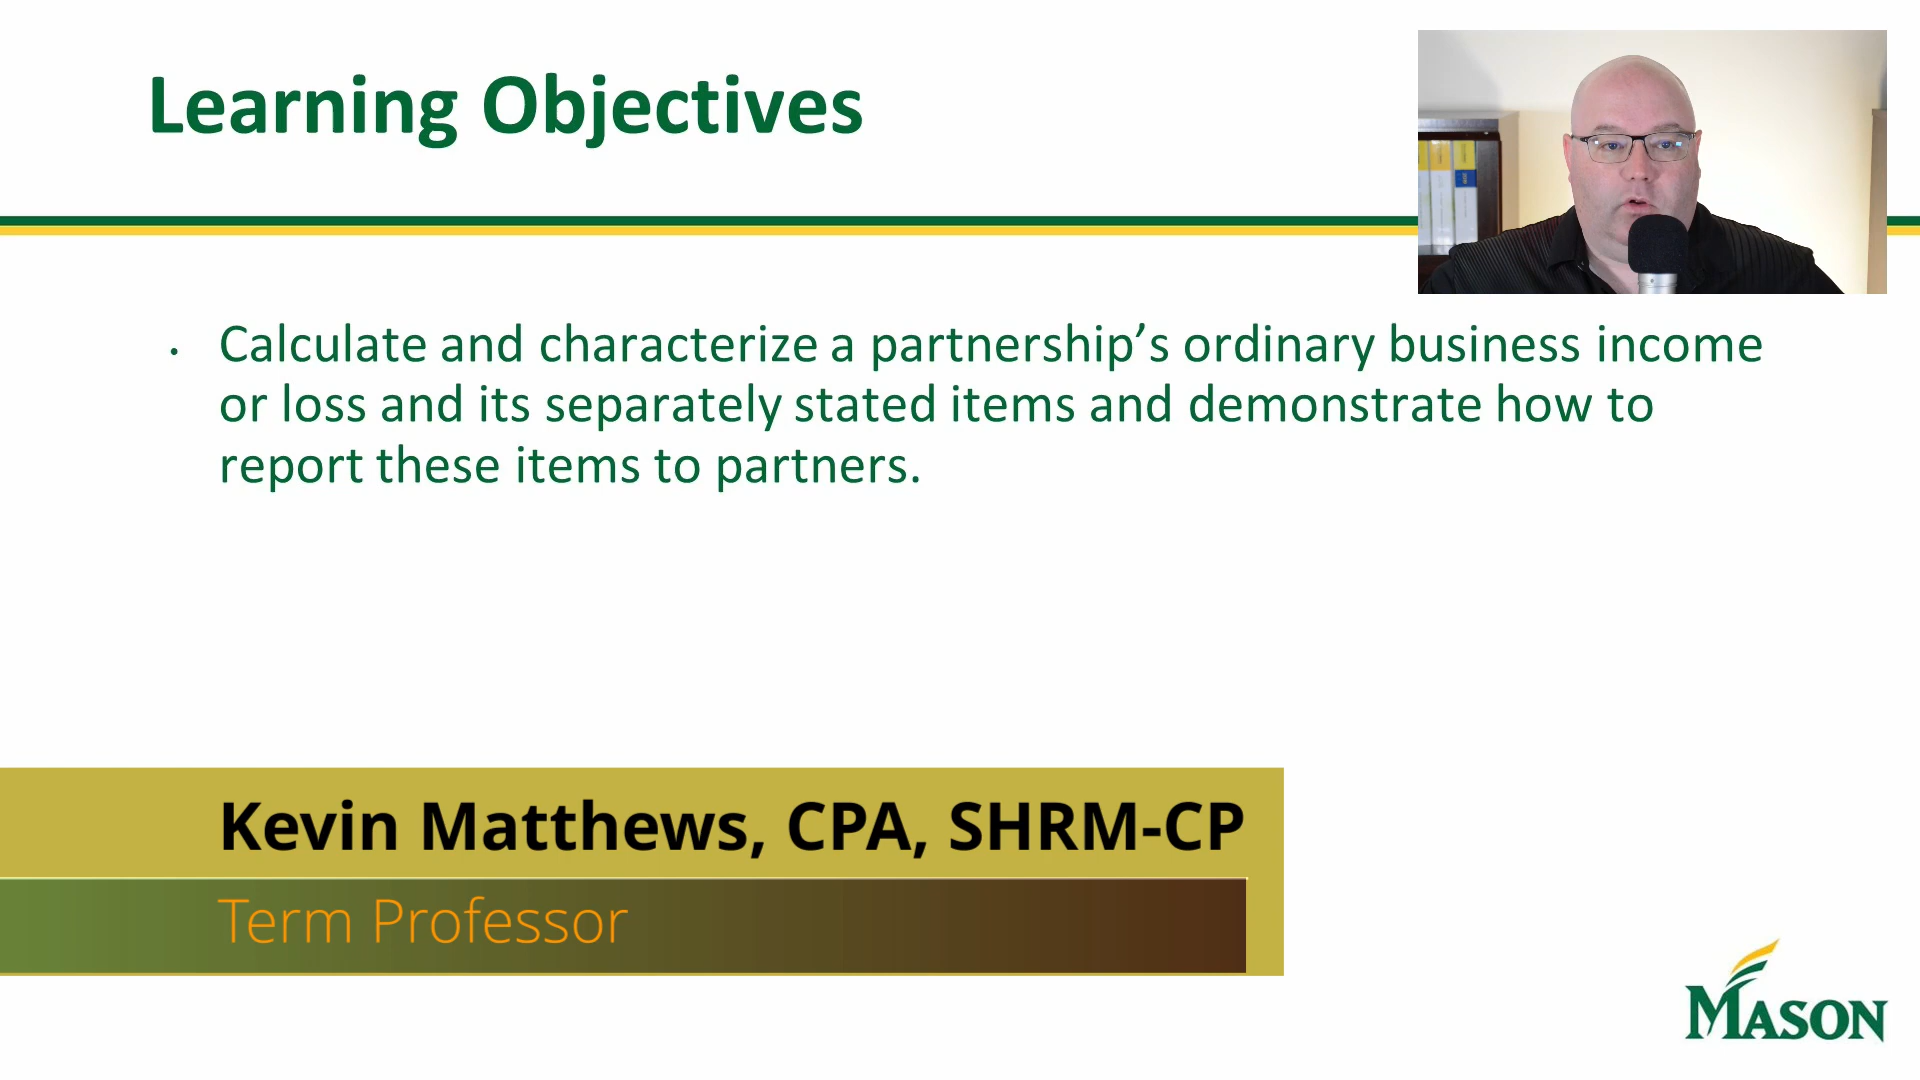 Learning Objectives
• Calculate and characterize a partnership’s ordinary business income
or loss and its separately stated items and demonstrate how to
report these items to partners.
Kevin Matthews, CPA, SHRM-CP
Term Professor
MASON